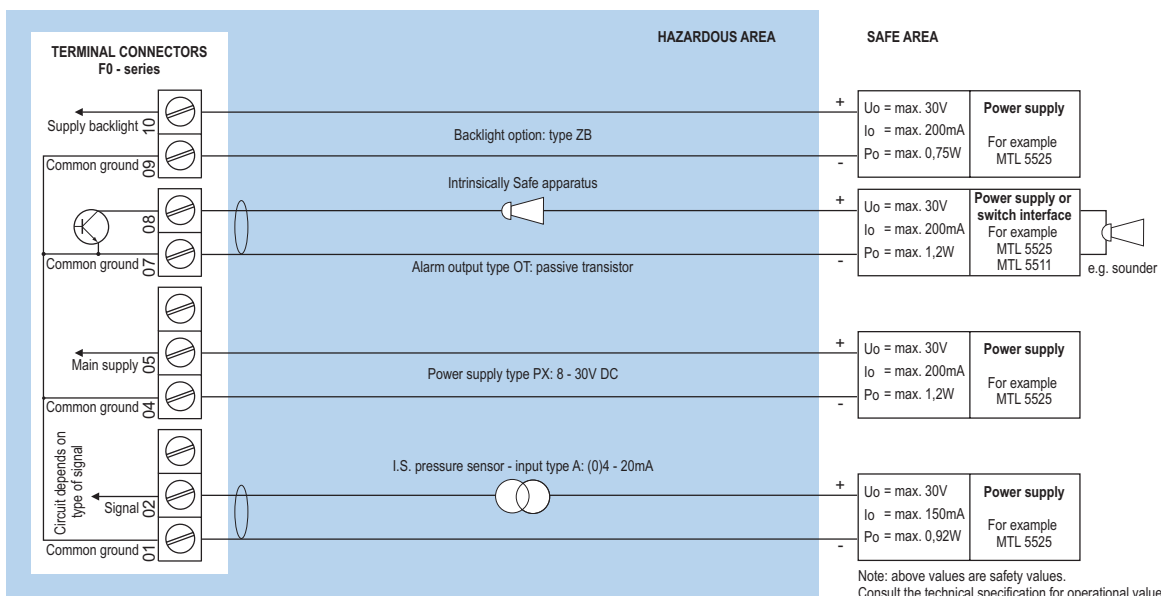 HAZARDOUS AREA
SAFE AREA
TERMINAL CONNECTORS
F0 - series
Supply backlight
10
Common ground
09
Backlight option: type ZB
+
-
Uo = max. 30V
Io = max. 200mA
Po = max. 0,75W
Power supply
For example
MTL 5525
08
Common ground
07
Intrinsically Safe apparatus
Alarm output type OT: passive transistor
+
-
Uo = max. 30V
Io = max. 200mA
Po = max. 1,2W
Power supply or
switch interface
For example
MTL 5525
MTL 5511
e.g. sounder
Main supply
05
Common ground
04
Power supply type PX: 8 - 30V DC
+
-
Uo = max. 30V
Io = max. 200mA
Po = max. 1,2W
Power supply
For example
MTL 5525
Circuit depends on
type of signal
Signal
02
Common ground
01
I.S. pressure sensor - input type A: (0)4 - 20mA
+
-
Uo = max. 30V
Io = max. 150mA
Po = max. 0,92W
Power supply
For example
MTL 5525
Note: above values are safety values.
Consult the technical specification for operational value